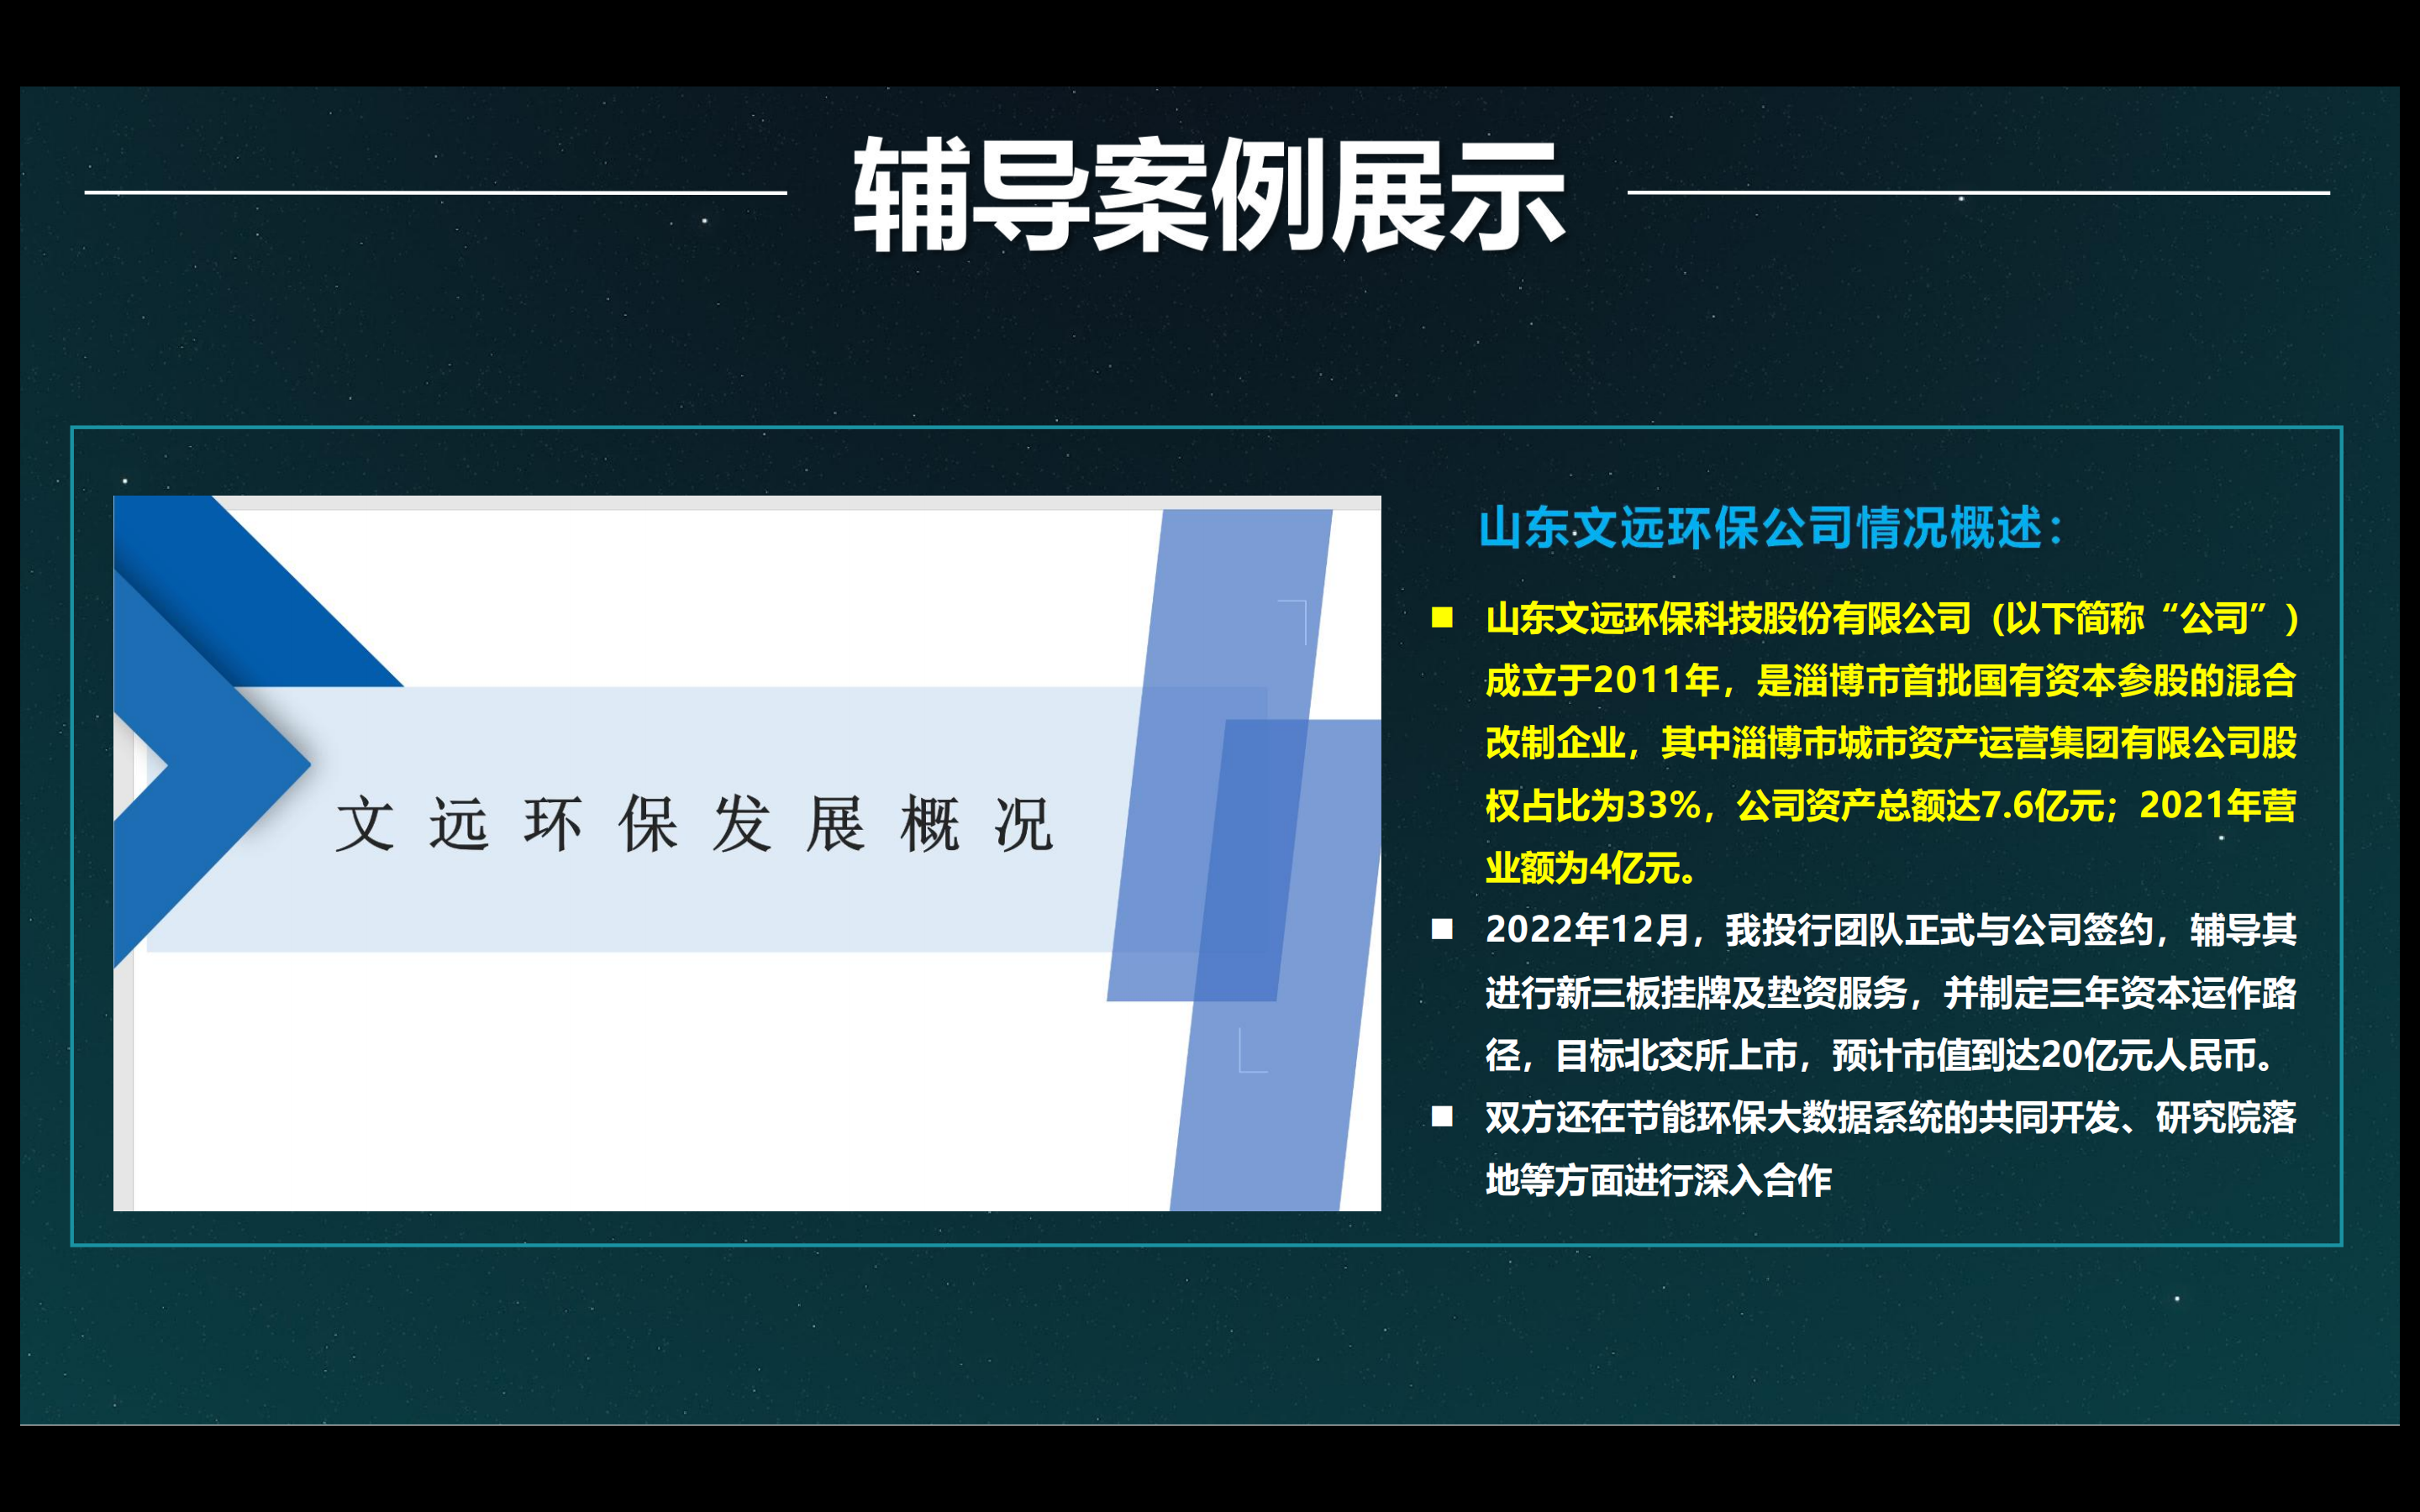 辅导案例展示
文远环保发展概况
山东文远环保公司情况概述：
■ 山东文远环保科技股份有限公司（以下简称“公司”）
成立于2011年，是淄博市首批国有资本参股的混合
改制企业，其中淄博市城市资产运营集团有限公司股
权占比为33%，公司资产总额达7.6亿元；2021年营
业额为4亿元。
■ 2022年12月，我投行团队正式与公司签约，辅导其
进行新三板挂牌及垫资服务，并制定三年资本运作路
径，目标北交所上市，预计市值到达20亿元人民币。
■ 双方还在节能环保大数据系统的共同开发、研究院落
地等方面进行深入合作